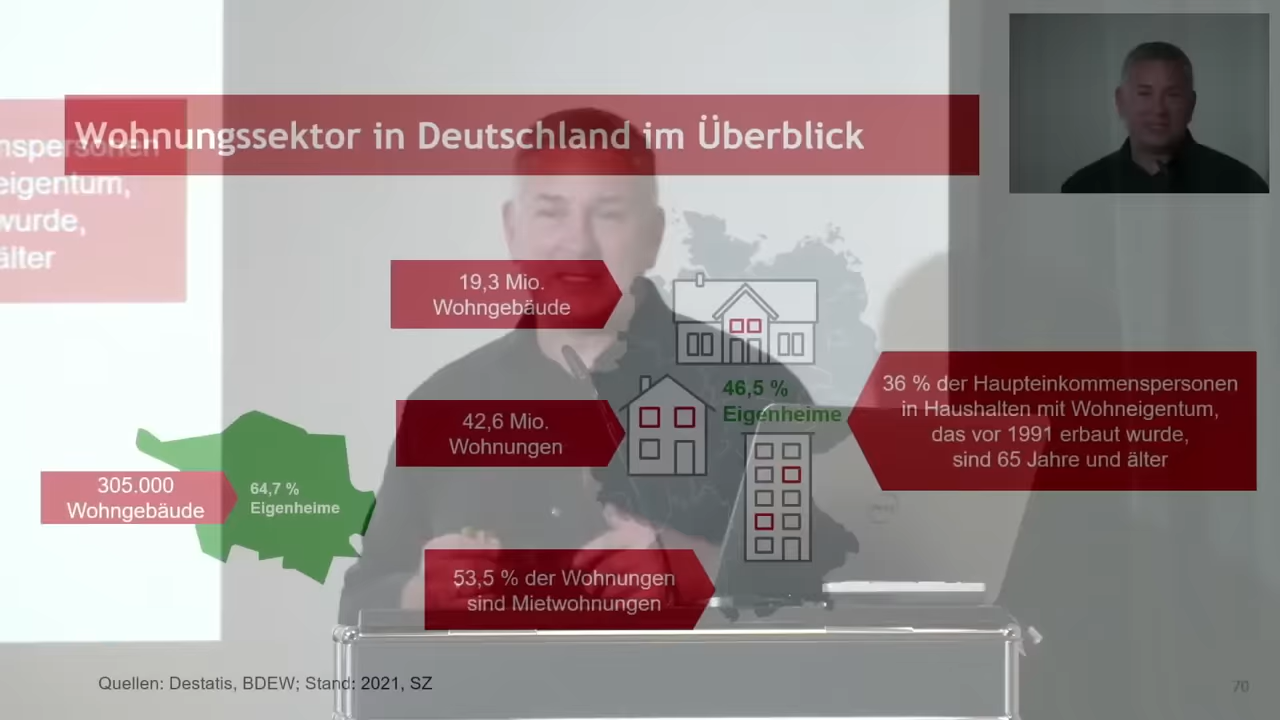 Wohnungssektor in Deutschland im Überblick
nspersonen
eigentum,
wurde,
älter
19,3 Mio.
Wohngebäude
46,5 %
Eigenheime
36 % der Haupteinkommenspersonen
in Haushalten mit Wohneigentum,
das vor 1991 erbaut wurde,
sind 65 Jahre und älter
42,6 Mio.
Wohnungen
305.000
Wohngebäude
64,7 %
Eigenheime
53,5 % der Wohnungen
sind Mietwohnungen
Quellen: Destatis, BDEW; Stand: 2021, SZ
70